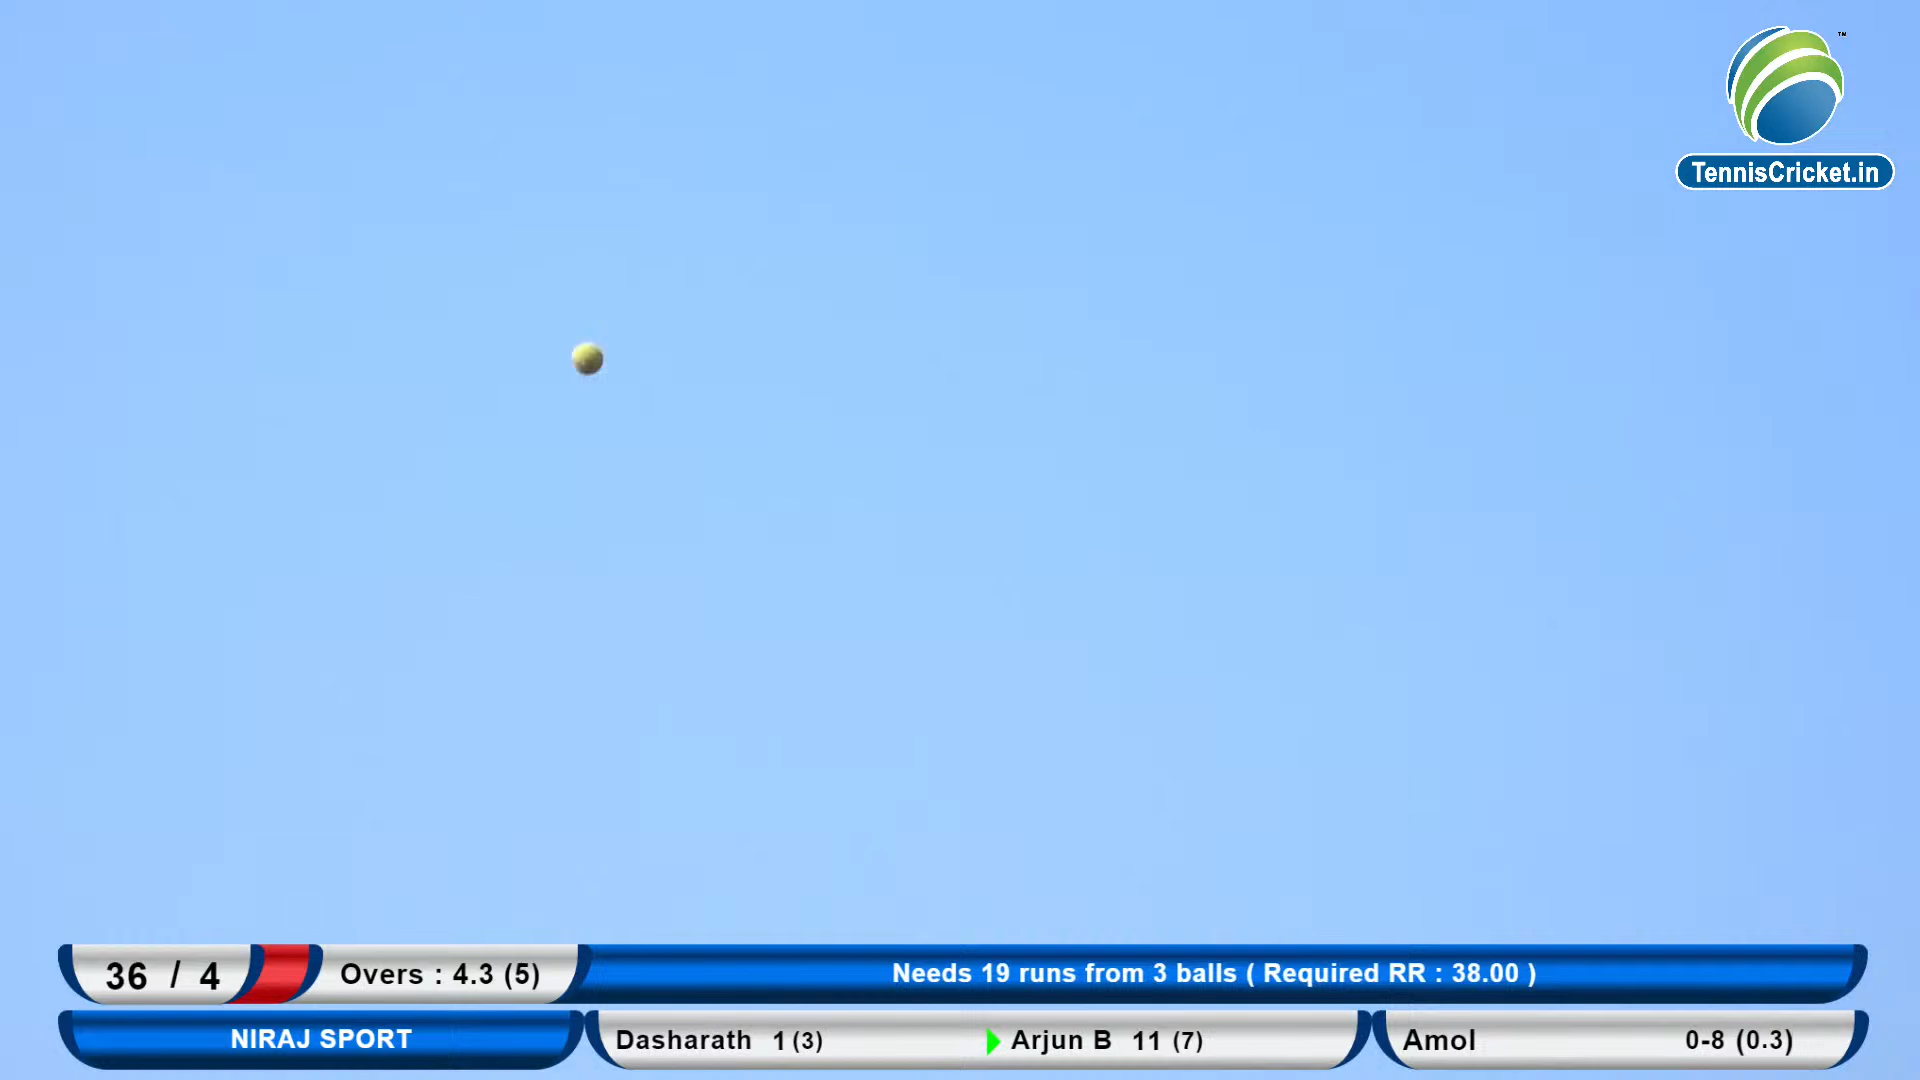 ™
TennisCricket.in
36 / 4
Overs : 4.3 (5)
Needs 19 runs from 3 balls ( Required RR : 38.00 )
NIRAJ SPORT
Dasharath 1 (3)
Arjun B 11 (7)
Amol 0-8 (0.3)